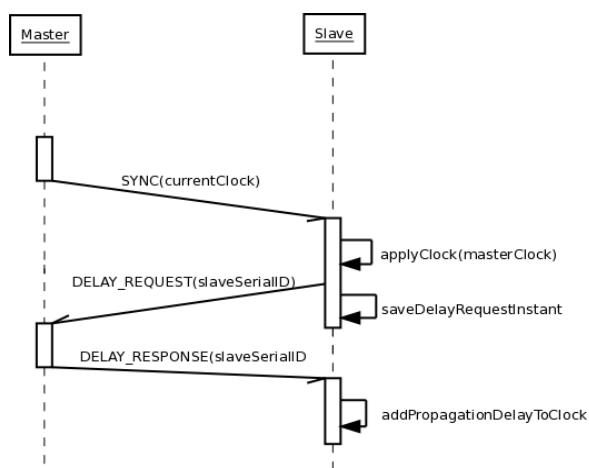 Master
Slave
SYNC(currentClock)
applyClock(masterClock)
DELAY_REQUEST(slaveSerialID)
saveDelayRequestInstant
DELAY_RESPONSE(slaveSerialID
addPropagationDelayToClock